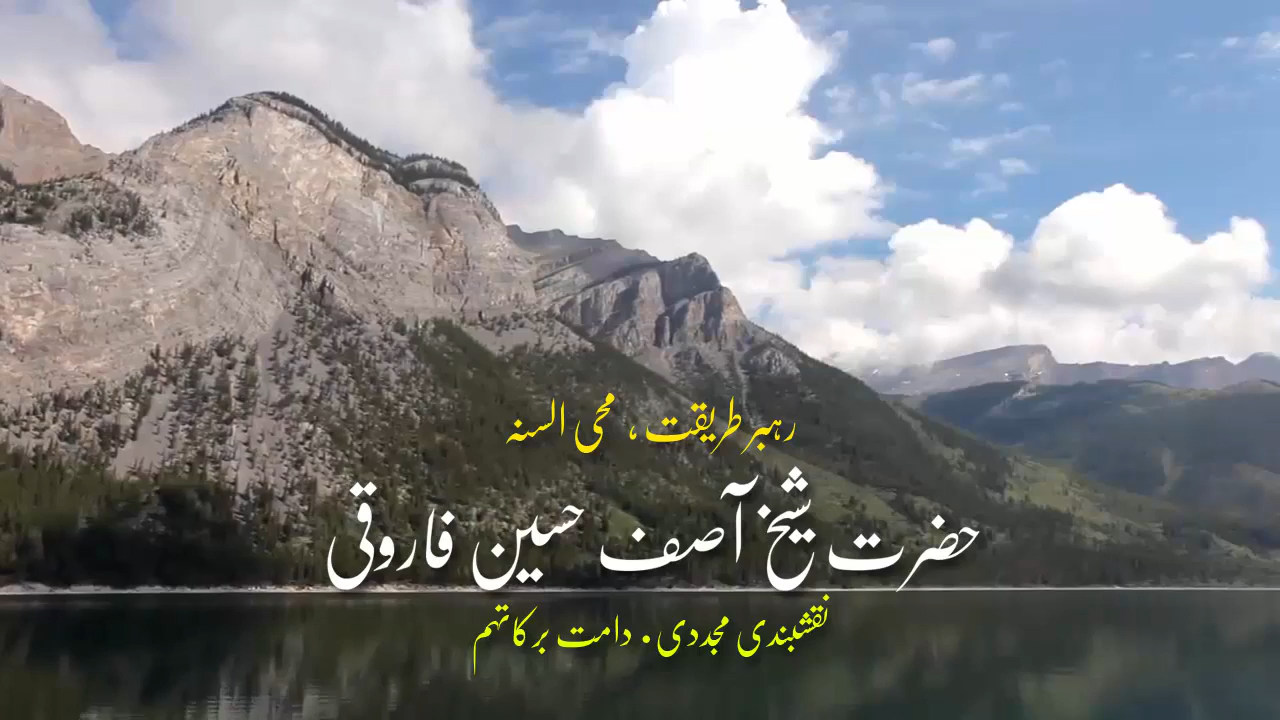 رہبر طریقت، محی السنہ
حضرت شیخ آصف حسین فاروقی
نقشبندی مجددی. دامت برکاتہم